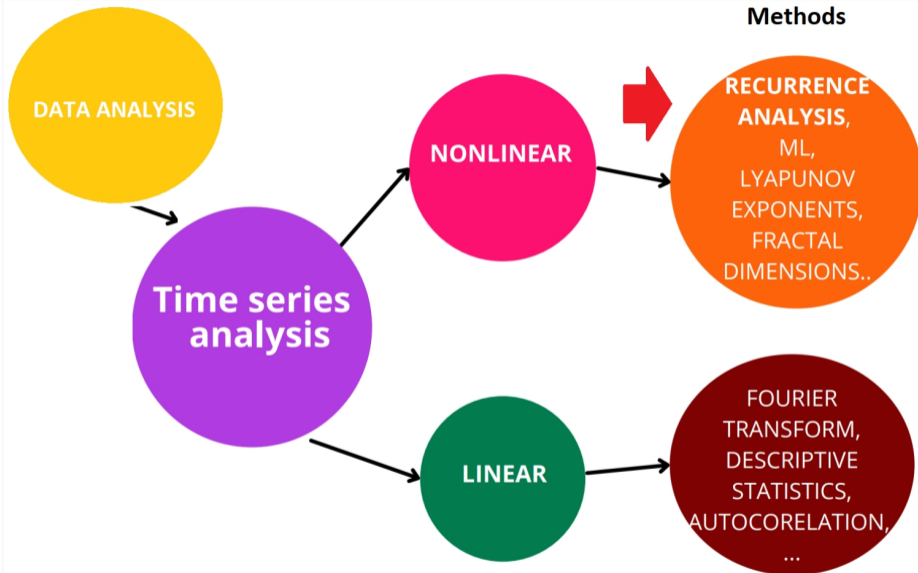 Methods
DATA ANALYSIS
Time series
analysis
NONLINEAR
RECURRENCE
ANALYSIS,
ML,
LYAPUNOV
EXPONENTS,
FRACTAL
DIMENSIONS..
LINEAR
FOURIER
TRANSFORM,
DESCRIPTIVE
STATISTICS,
AUTOCORELATION,
...